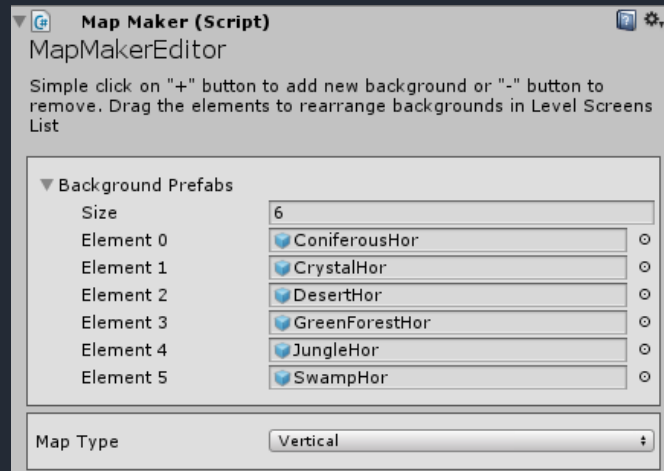 Map Maker (Script)
MapMakerEditor
Simple click on "+" button to add new background or "-" button to
remove. Drag the elements to rearrange backgrounds in Level Screens
List
Background Prefabs
Size 6
Element 0 ConiferousHor
Element 1 CrystalHor
Element 2 DesertHor
Element 3 GreenForestHor
Element 4 JungleHor
Element 5 SwampHor
Map Type Vertical